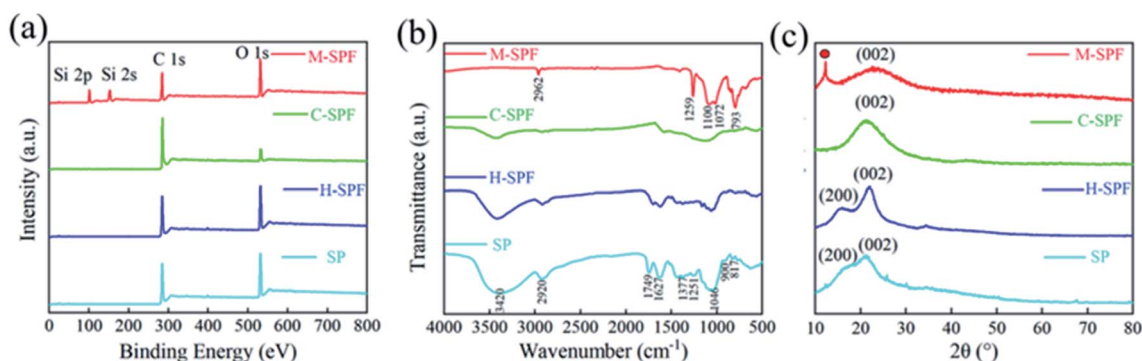 (a)
M-SPF
Si 2p
Si 2s
C 1s
O 1s
C-SPF
H-SPF
SP
Intensity (a.u.)
0 100 200 300 400 500 600 700 800
Binding Energy (eV)
(b)
M-SPF
2962
1259
1100
1072
793
C-SPF
H-SPF
SP
3420
2920
1749
1627
1377
1251
1046
900
817
Transmittance (a.u.)
4000 3500 3000 2500 2000 1500 1000 500
Wavenumber (cm-1)
(c)
(002)
M-SPF
(002)
C-SPF
(200)
(002)
H-SPF
(200)
(002)
SP
Intensity (a.u.)
10 20 30 40 50 60 70 80
2θ (°)